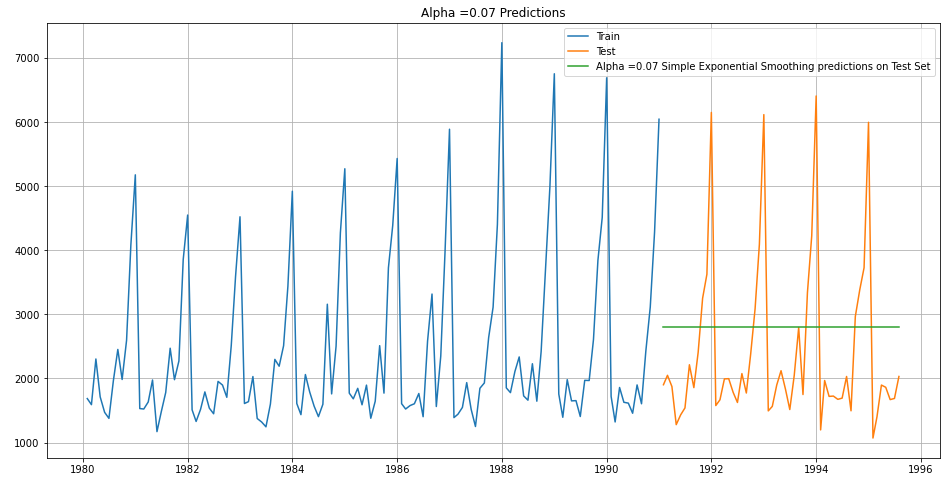 Alpha =0.07 Predictions
Train
Test
Alpha =0.07 Simple Exponential Smoothing predictions on Test Set
7000
6000
5000
4000
3000
2000
1000
1980 1982 1984 1986 1988 1990 1992 1994 1996